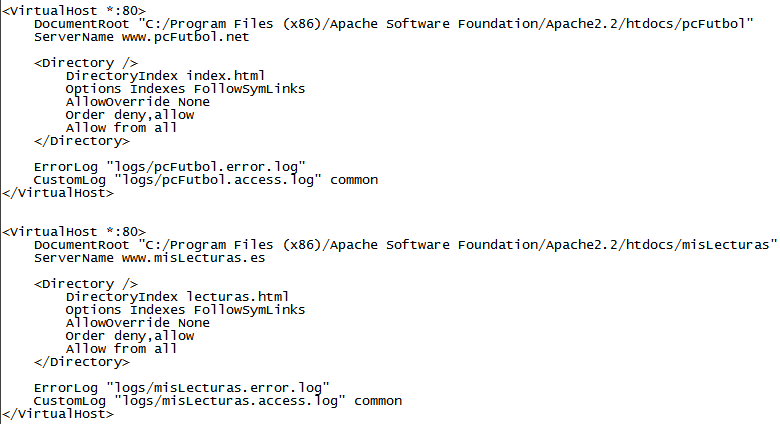 <VirtualHost *:80>
    DocumentRoot "C:/Program Files (x86)/Apache Software Foundation/Apache2.2/htdocs/pcFutbol"
    ServerName www.pcFutbol.net

    <Directory />
        DirectoryIndex index.html
        Options Indexes FollowSymLinks
        AllowOverride None
        Order deny,allow
        Allow from all
    </Directory>

    ErrorLog "logs/pcFutbol.error.log"
    CustomLog "logs/pcFutbol.access.log" common
</VirtualHost>


<VirtualHost *:80>
    DocumentRoot "C:/Program Files (x86)/Apache Software Foundation/Apache2.2/htdocs/misLecturas"
    ServerName www.misLecturas.es

    <Directory />
        DirectoryIndex lecturas.html
        Options Indexes FollowSymLinks
        AllowOverride None
        Order deny,allow
        Allow from all
    </Directory>

    ErrorLog "logs/misLecturas.error.log"
    CustomLog "logs/misLecturas.access.log" common
</VirtualHost>